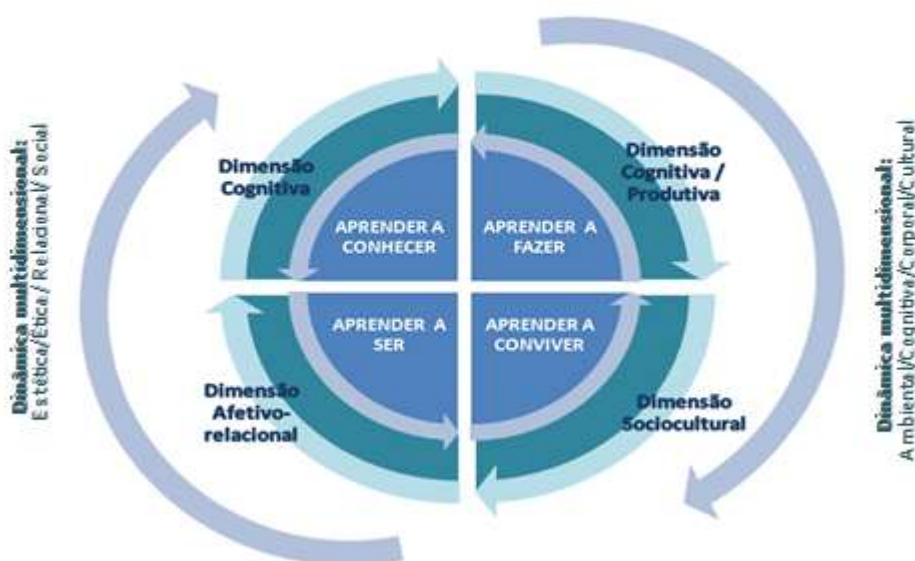 Dinâmica multidimensional:
Estética/Ética/ Relacional/ Social
Dimensão
Cognitiva
APRENDER A
CONHECER
Dimensão
Cognitiva /
Produtiva
APRENDER A
FAZER
APRENDER A
SER
Dimensão
Afetivo-
relacional
APRENDER A
CONVIVER
Dimensão
Sociocultural
Dinâmica multidimensional:
Ambiental/Cognitiva/Corporal/Cultural